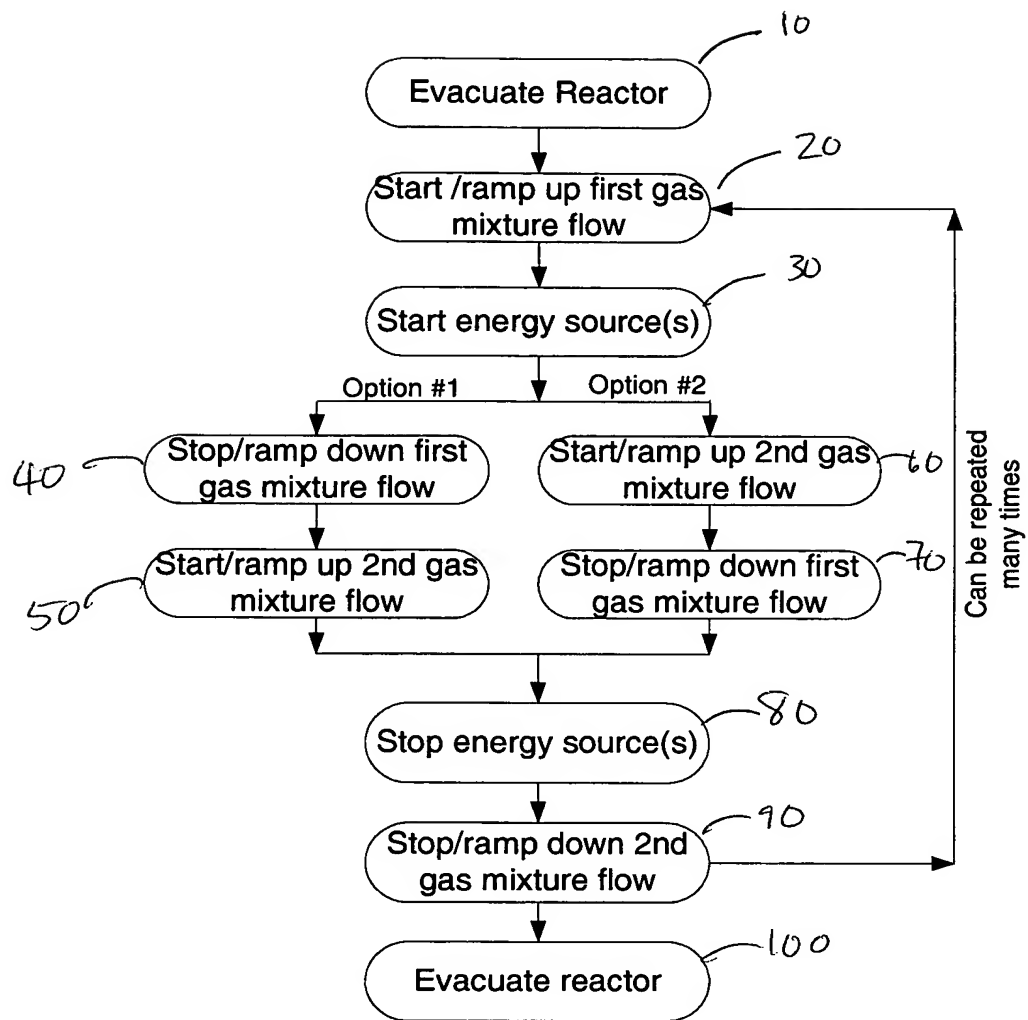 10
Evacuate Reactor
20
Start /ramp up first gas
mixture flow
30
Start energy source(s)
Option #1
Option #2
40
Stop/ramp down first
gas mixture flow
Start/ramp up 2nd gas
mixture flow
60
50
Start/ramp up 2nd gas
mixture flow
Stop/ramp down first
gas mixture flow
70
Can be repeated
many times
80
Stop energy source(s)
90
Stop/ramp down 2nd
gas mixture flow
100
Evacuate reactor